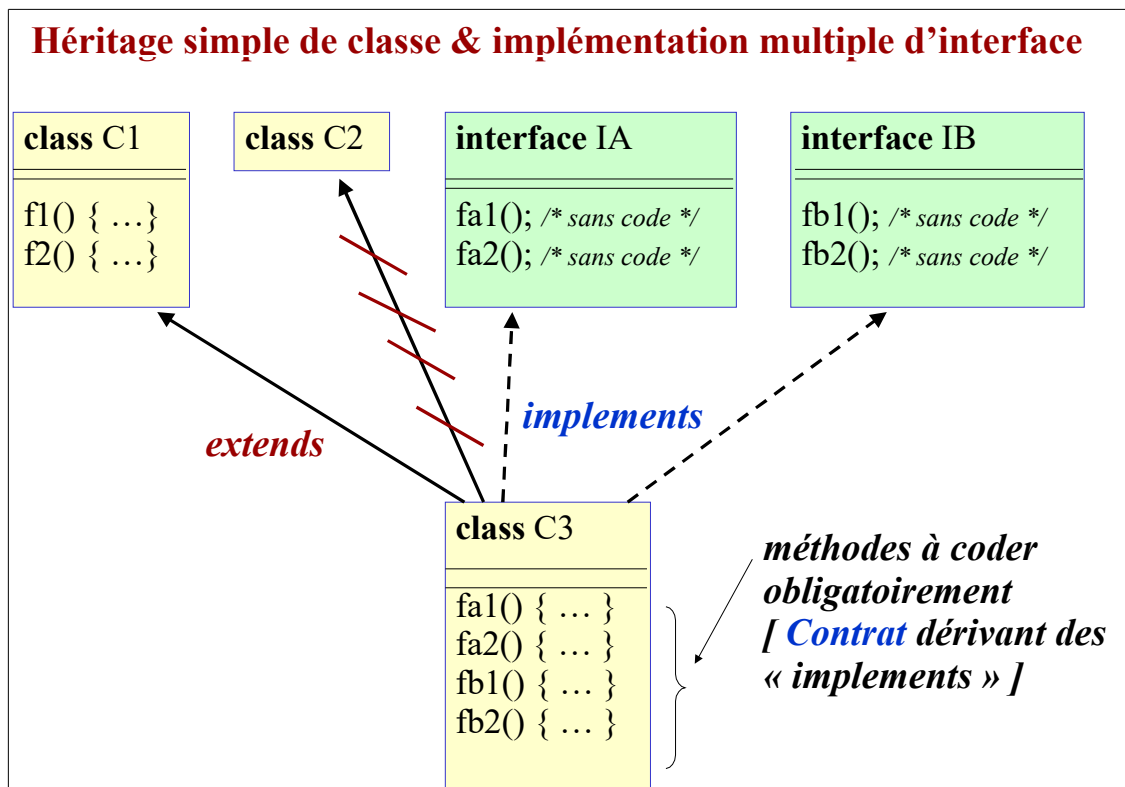 Héritage simple de classe & implémentation multiple d’interface
class C1
f1() { …}
f2() { …}
class C2
interface IA
fa1(); /* sans code */
fa2(); /* sans code */
interface IB
fb1(); /* sans code */
fb2(); /* sans code */
extends
implements
class C3
fa1() { … }
fa2() { … }
fb1() { … }
fb2() { … }
méthodes à coder
obligatoirement
[ Contrat dérivant des
« implements » ]